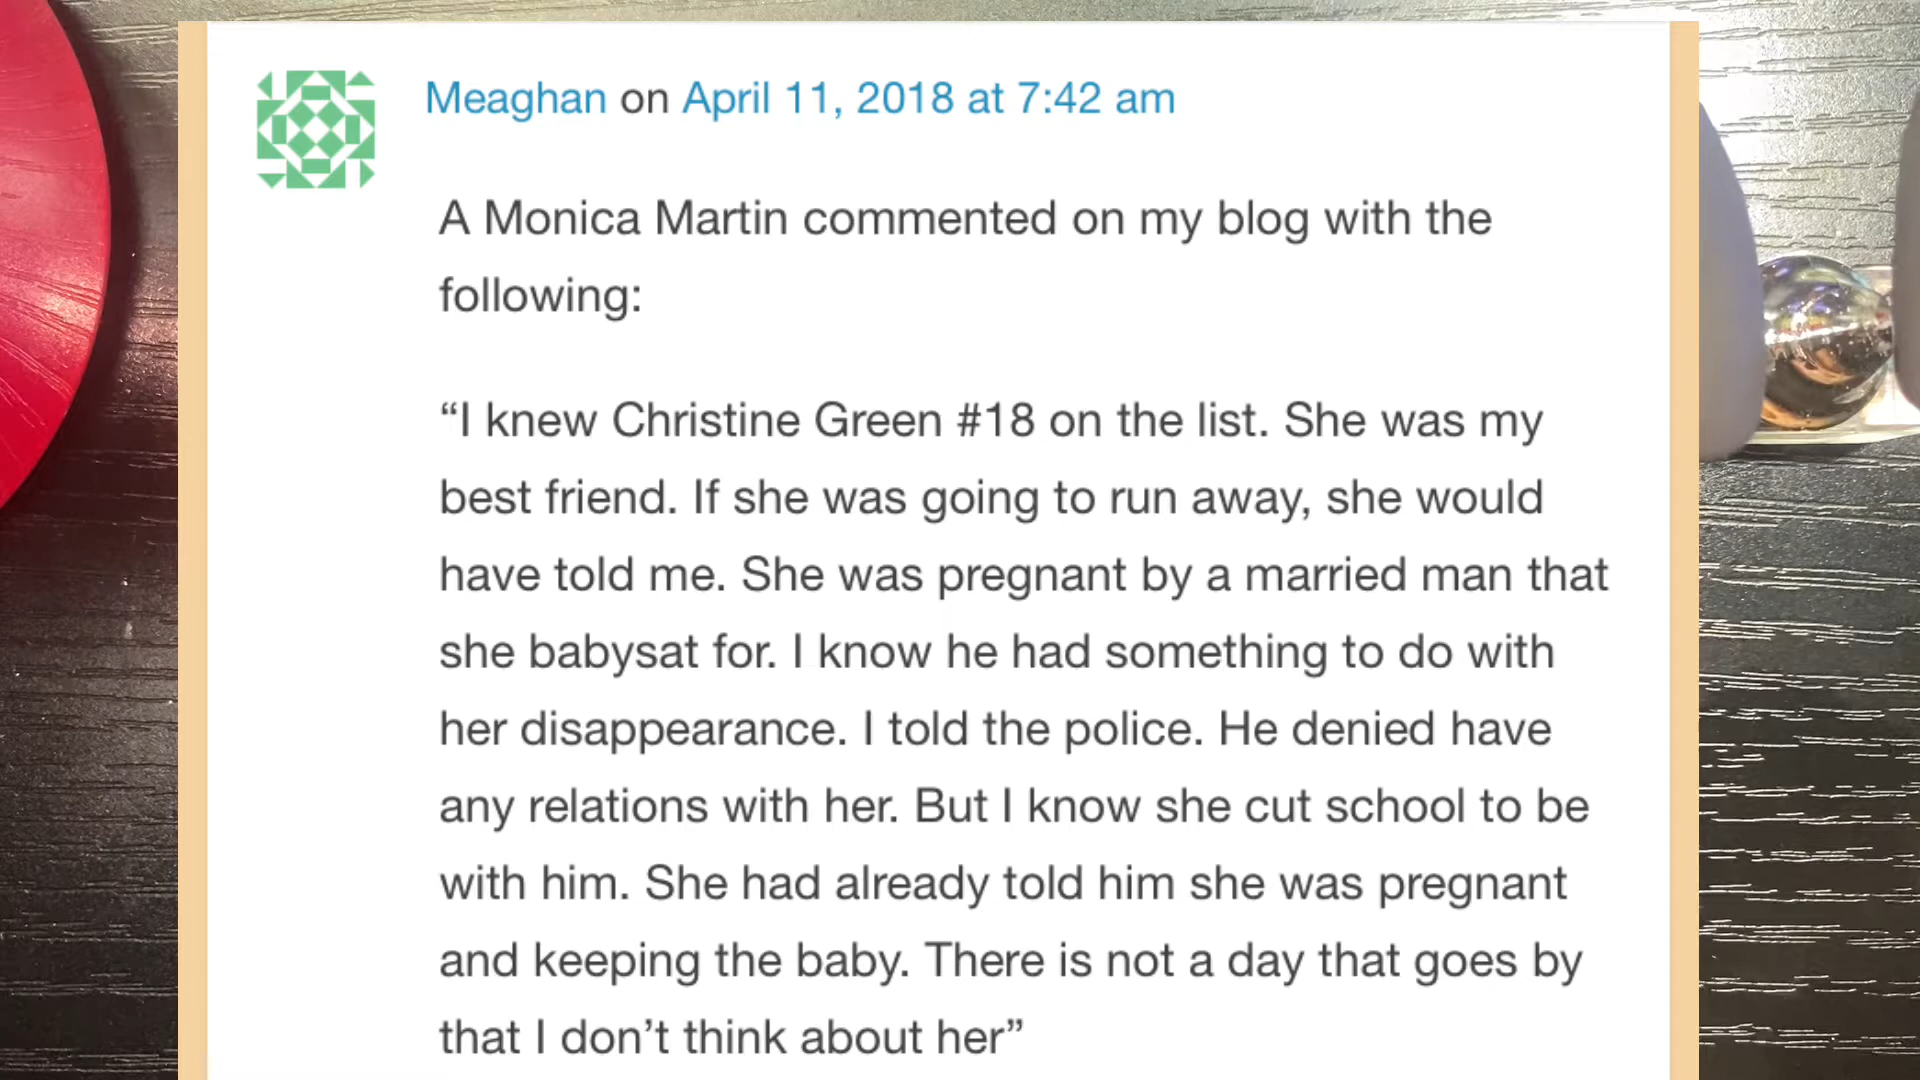 Meaghan on April 11, 2018 at 7:42 am
A Monica Martin commented on my blog with the
following:
“I knew Christine Green #18 on the list. She was my
best friend. If she was going to run away, she would
have told me. She was pregnant by a married man that
she babysat for. I know he had something to do with
her disappearance. I told the police. He denied have
any relations with her. But I know she cut school to be
with him. She had already told him she was pregnant
and keeping the baby. There is not a day that goes by
that I don’t think about her”